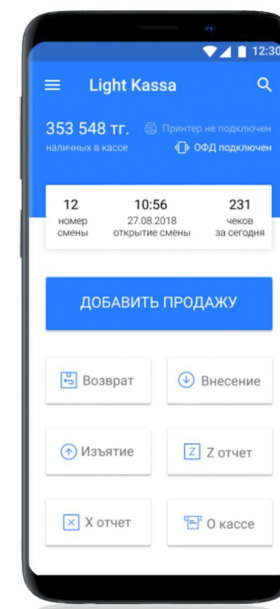 12:30
Light Kassa
353 548 тг.
Принтер не подключен
наличных в кассе
ОФД подключен
12
10:56
231
номер
27.08.2018
чеков
смены
открытие смены
за сегодня
ДОБАВИТЬ ПРОДАЖУ
Возврат
Внесение
Изъятие
Z
Z отчет
X
X отчет
О кассе